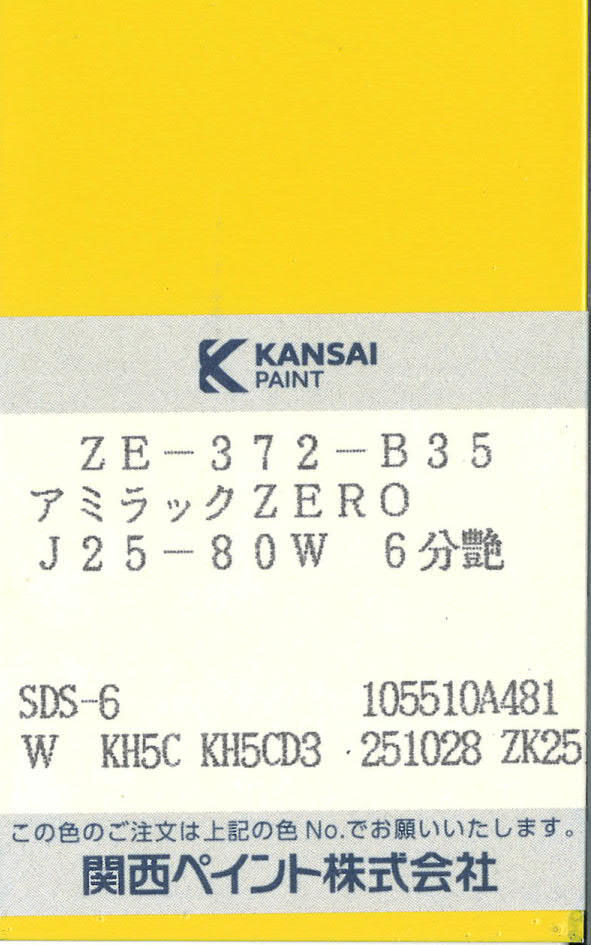 KANSAI
PAINT
ZE-372-B35
アミラックZERO
J25-80W 6分艶
SDS-6 105510A481
W KH5C KH5CD3 251028 ZK25
この色のご注文は上記の色No.でお願いいたします。
関西ペイント株式会社